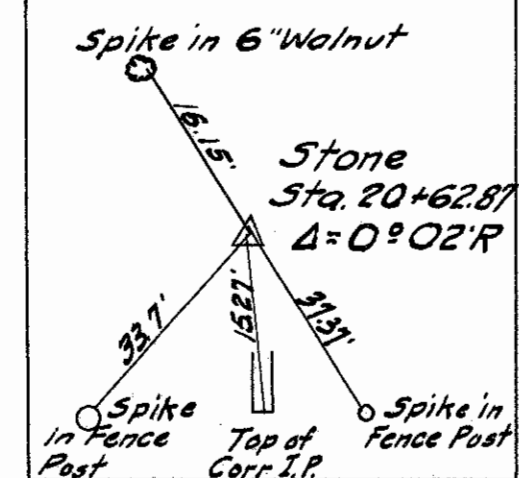 Spike in 6"Walnut
16.15'
Stone
Sta. 20+62.87
Δ=0°02'R
33.7'
15.27'
37.37'
Spike
in Fence
Post
Top of
Corr. I.P.
Spike in
Fence Post